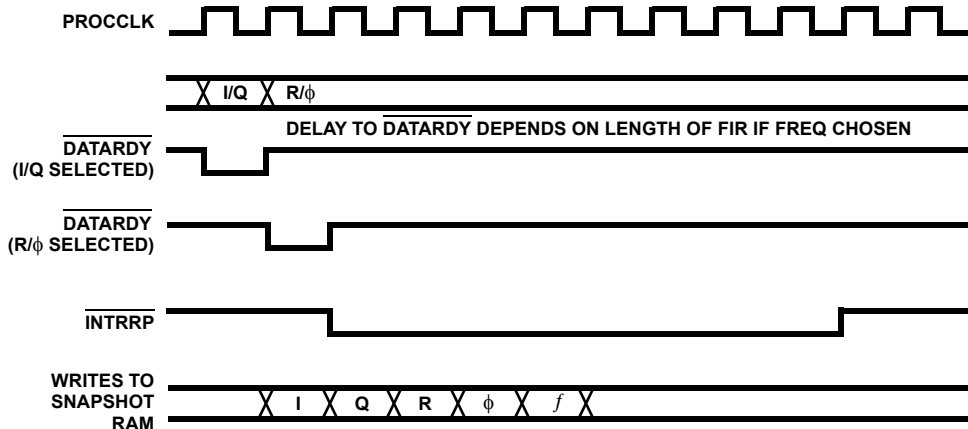 PROCCLK
I/Q R/ϕ
DELAY TO DATARDY DEPENDS ON LENGTH OF FIR IF FREQ CHOSEN
DATARDY
(I/Q SELECTED)
DATARDY
(R/ϕ SELECTED)
INTRRP
WRITES TO
SNAPSHOT
RAM
I Q R ϕ f